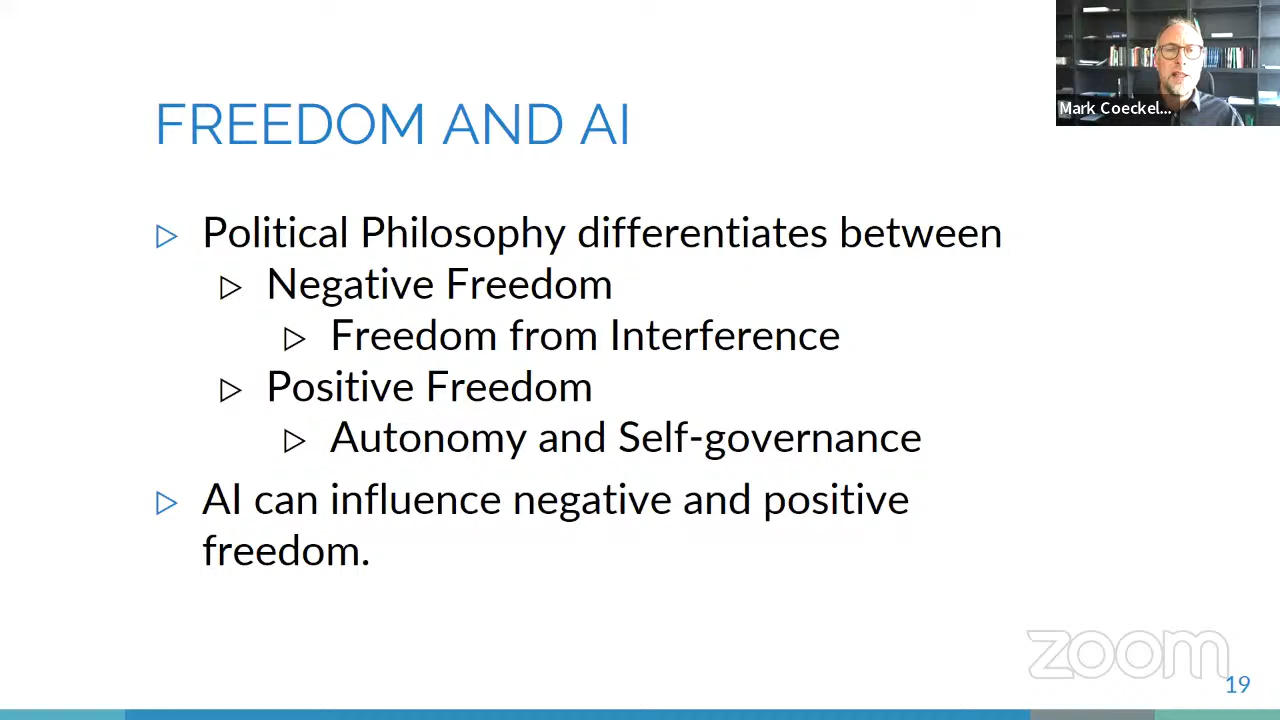 Mark Coeckel...
FREEDOM AND AI
Political Philosophy differentiates between
Negative Freedom
Freedom from Interference
Positive Freedom
Autonomy and Self-governance
AI can influence negative and positive
freedom.
zoom
19